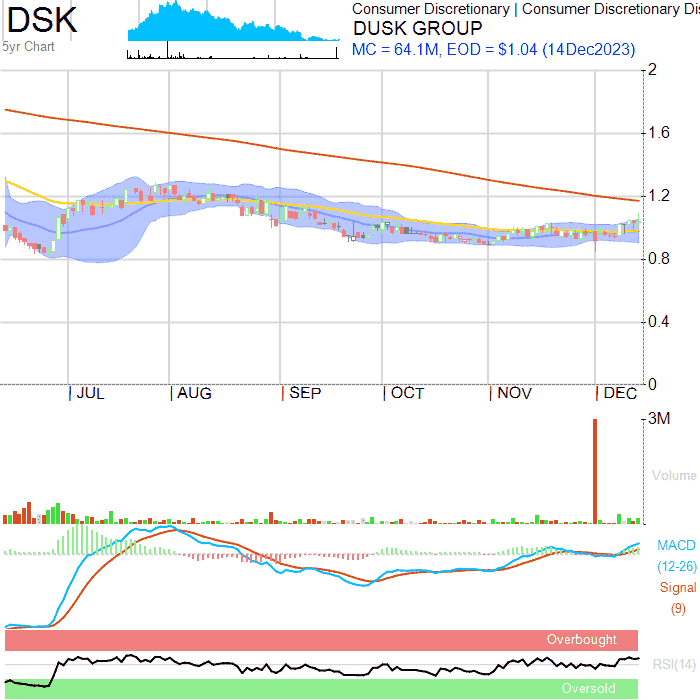 DSK
5yr Chart
Consumer Discretionary | Consumer Discretionary Dis
DUSK GROUP
MC = 64.1M, EOD = $1.04 (14Dec2023)
2
1.6
1.2
0.8
0.4
0
JUL AUG SEP OCT NOV DEC
3M
Volume
MACD
(12-26)
Signal
(9)
Overbought
RSI(14)
Oversold